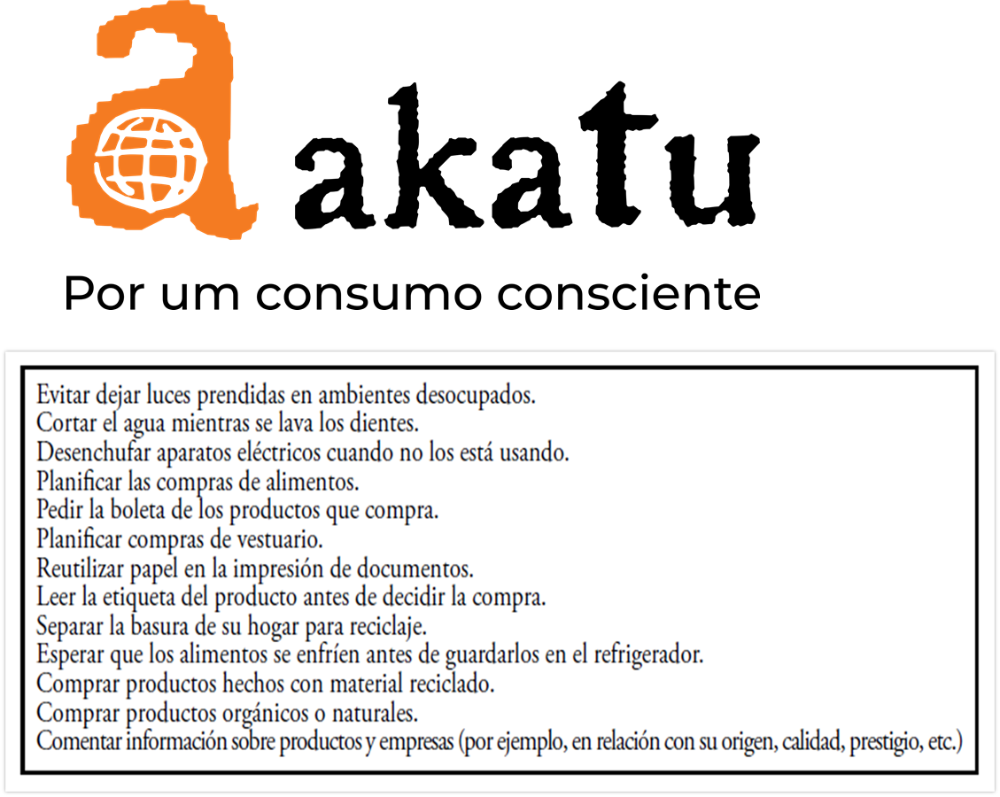 a akatu
Por um consumo consciente
Evitar dejar luces prendidas en ambientes desocupados.
Cortar el agua mientras se lava los dientes.
Desenchufar aparatos eléctricos cuando no los está usando.
Planificar las compras de alimentos.
Pedir la boleta de los productos que compra.
Planificar compras de vestuario.
Reutilizar papel en la impresión de documentos.
Leer la etiqueta del producto antes de decidir la compra.
Separar la basura de su hogar para reciclaje.
Esperar que los alimentos se enfríen antes de guardarlos en el refrigerador.
Comprar productos hechos con material reciclado.
Comprar productos orgánicos o naturales.
Comentar información sobre productos y empresas (por ejemplo, en relación con su origen, calidad, prestigio, etc.)